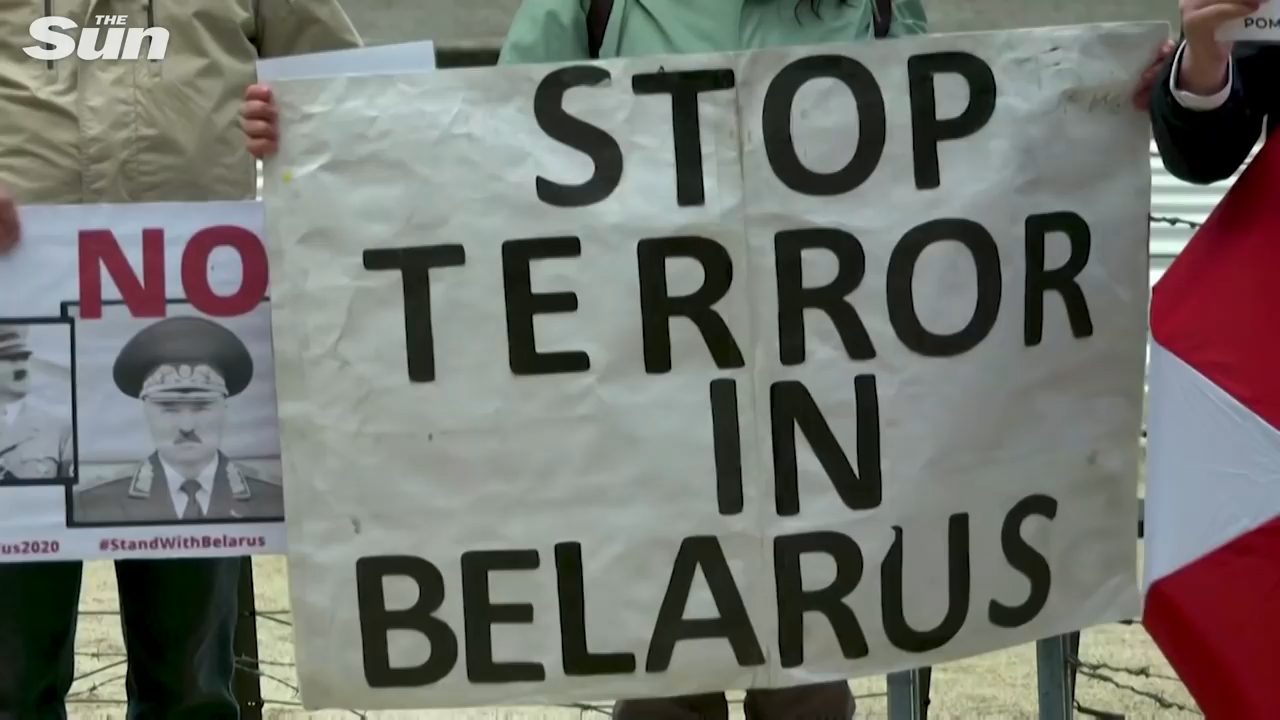 THE
Sun
STOP
TERROR
IN
BELARUS
NO
us2020
#StandWithBelarus
POM